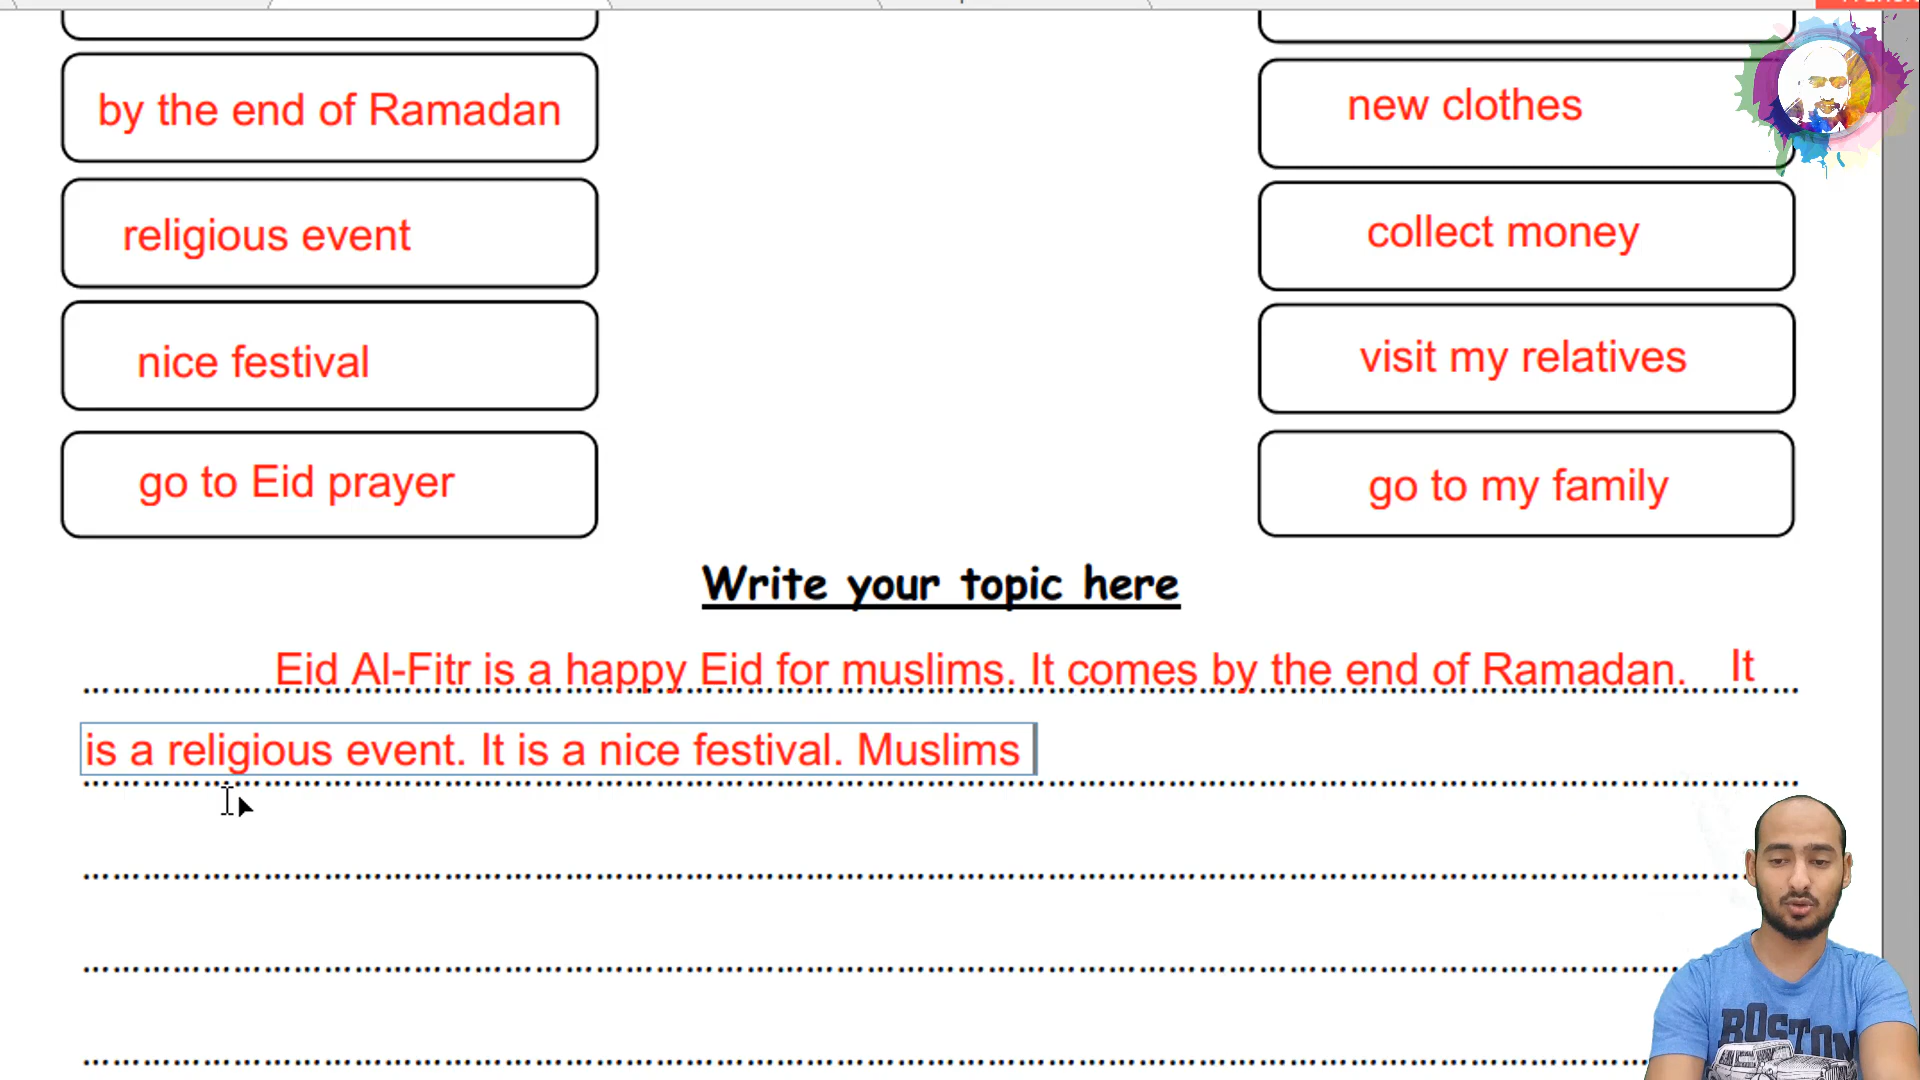 by the end of Ramadan
new clothes
religious event
collect money
nice festival
visit my relatives
go to Eid prayer
go to my family
Write your topic here
Eid Al-Fitr is a happy Eid for muslims. It comes by the end of Ramadan. It
is a religious event. It is a nice festival. Muslims
BOSTON